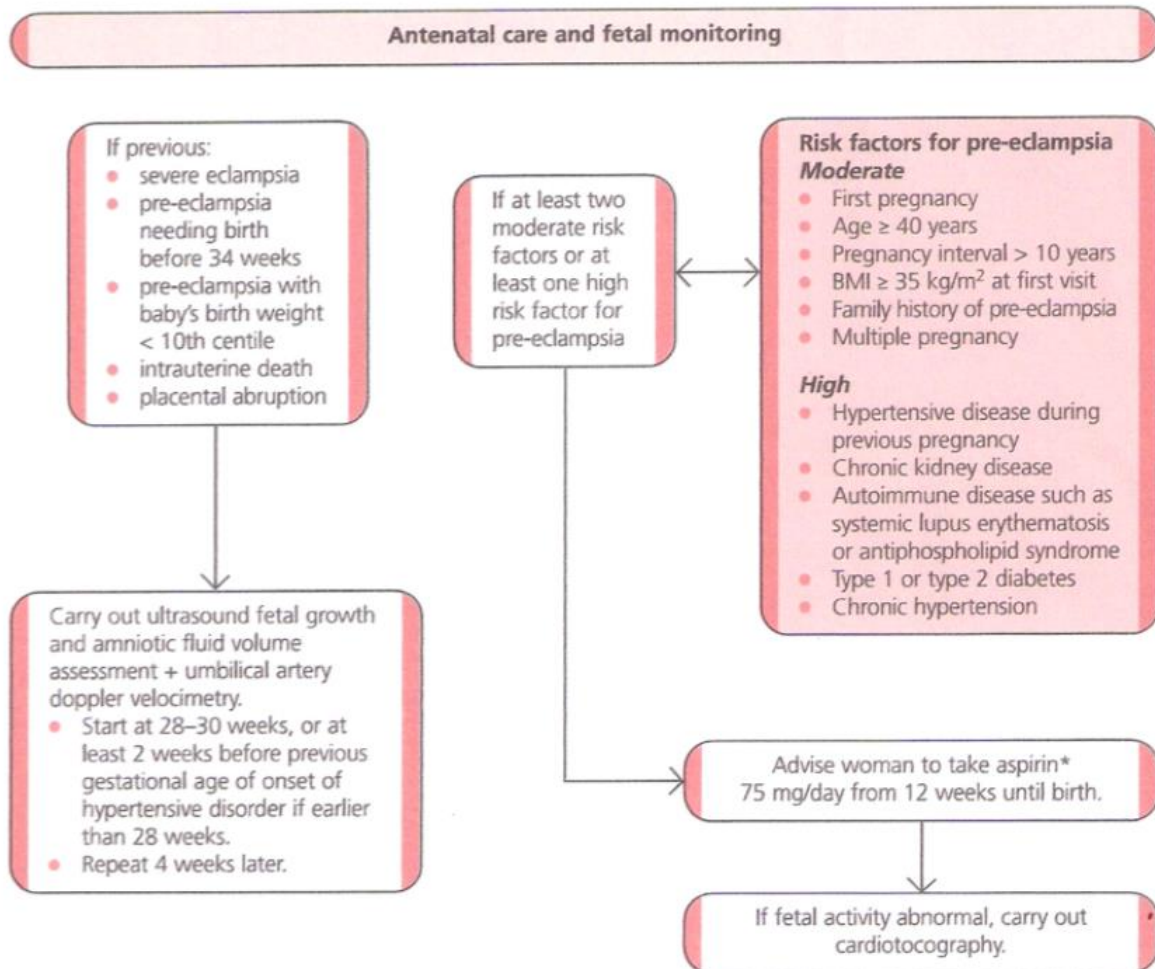 Antenatal care and fetal monitoring
If previous:
● severe eclampsia
● pre-eclampsia
needing birth
before 34 weeks
● pre-eclampsia with
baby's birth weight
< 10th centile
● intrauterine death
● placental abruption
If at least two
moderate risk
factors or at
least one high
risk factor for
pre-eclampsia
Risk factors for pre-eclampsia
Moderate
● First pregnancy
● Age ≥ 40 years
● Pregnancy interval > 10 years
● BMI ≥ 35 kg/m² at first visit
● Family history of pre-eclampsia
● Multiple pregnancy
High
● Hypertensive disease during
previous pregnancy
● Chronic kidney disease
● Autoimmune disease such as
systemic lupus erythematosis
or antiphospholipid syndrome
● Type 1 or type 2 diabetes
● Chronic hypertension
Carry out ultrasound fetal growth
and amniotic fluid volume
assessment + umbilical artery
doppler velocimetry.
● Start at 28–30 weeks, or at
least 2 weeks before previous
gestational age of onset of
hypertensive disorder if earlier
than 28 weeks.
● Repeat 4 weeks later.
Advise woman to take aspirin*
75 mg/day from 12 weeks until birth.
If fetal activity abnormal, carry out
cardiotocography.